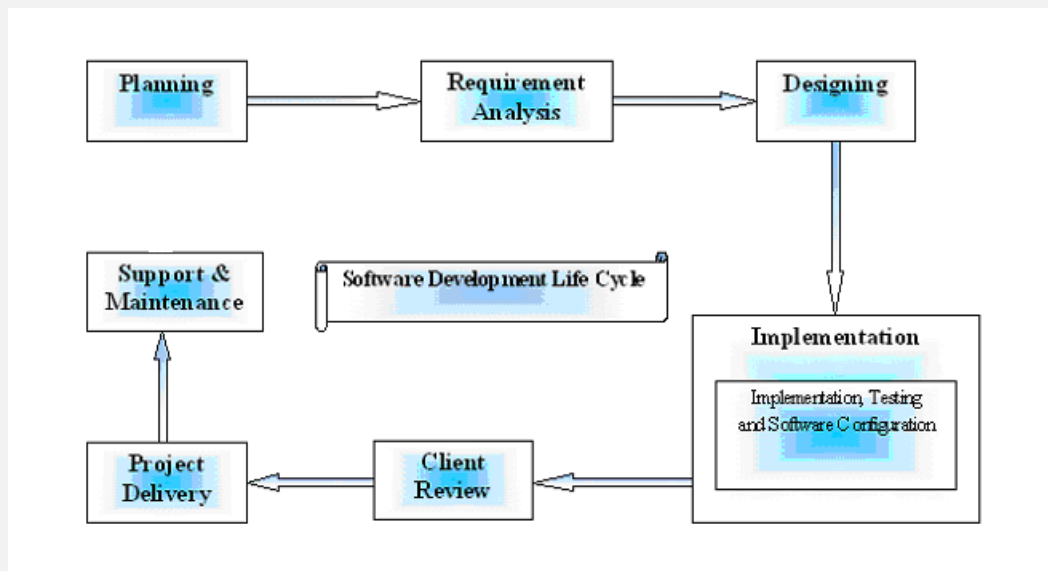 Planning
Requirement
Analysis
Designing
Support &
Maintenance
Software Development Life Cycle
Implementation
Implementation, Testing
and Software Configuration
Client
Review
Project
Delivery